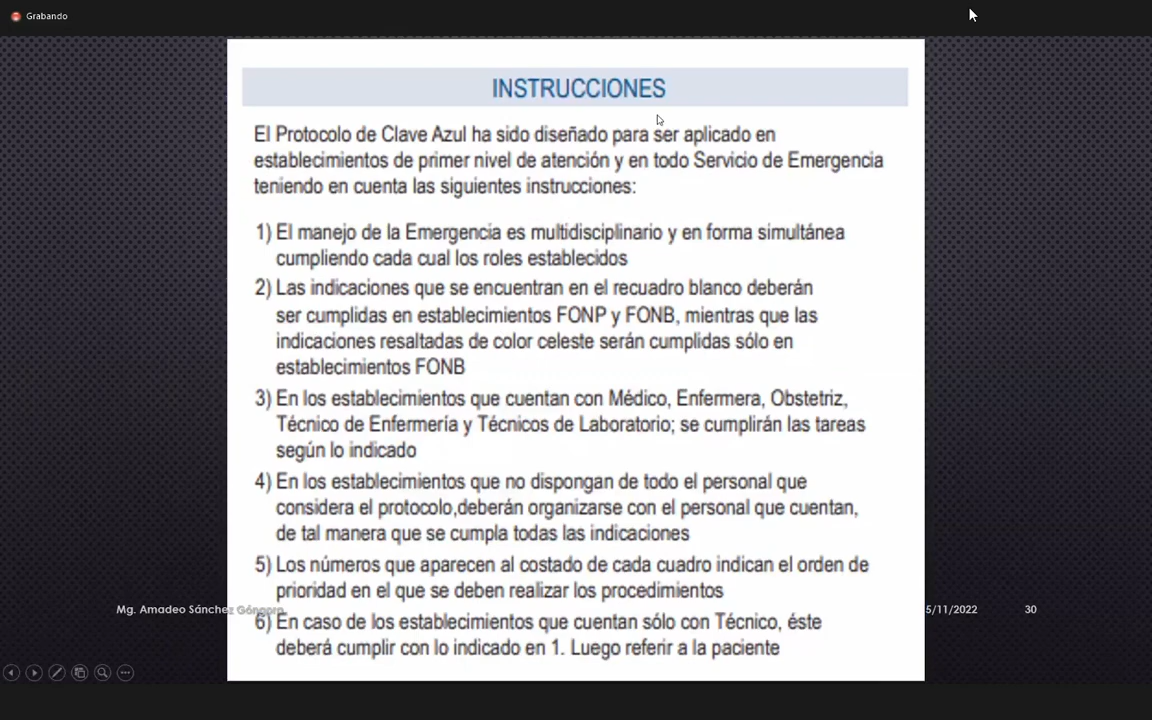 Grabando
INSTRUCCIONES
El Protocolo de Clave Azul ha sido diseñado para ser aplicado en
establecimientos de primer nivel de atención y en todo Servicio de Emergencia
teniendo en cuenta las siguientes instrucciones:
1) El manejo de la Emergencia es multidisciplinario y en forma simultánea
cumpliendo cada cual los roles establecidos
2) Las indicaciones que se encuentran en el recuadro blanco deberán
ser cumplidas en establecimientos FONP y FONB, mientras que las
indicaciones resaltadas de color celeste serán cumplidas sólo en
establecimientos FONB
3) En los establecimientos que cuentan con Médico, Enfermera, Obstetriz,
Técnico de Enfermería y Técnicos de Laboratorio; se cumplirán las tareas
según lo indicado
4) En los establecimientos que no dispongan de todo el personal que
considera el protocolo,deberán organizarse con el personal que cuentan,
de tal manera que se cumpla todas las indicaciones
5) Los números que aparecen al costado de cada cuadro indican el orden de
prioridad en el que se deben realizar los procedimientos
Mg. Amadeo Sánchez 5/11/2022 30
6) En caso de los establecimientos que cuentan sólo con Técnico, éste
deberá cumplir con lo indicado en 1. Luego referir a la paciente